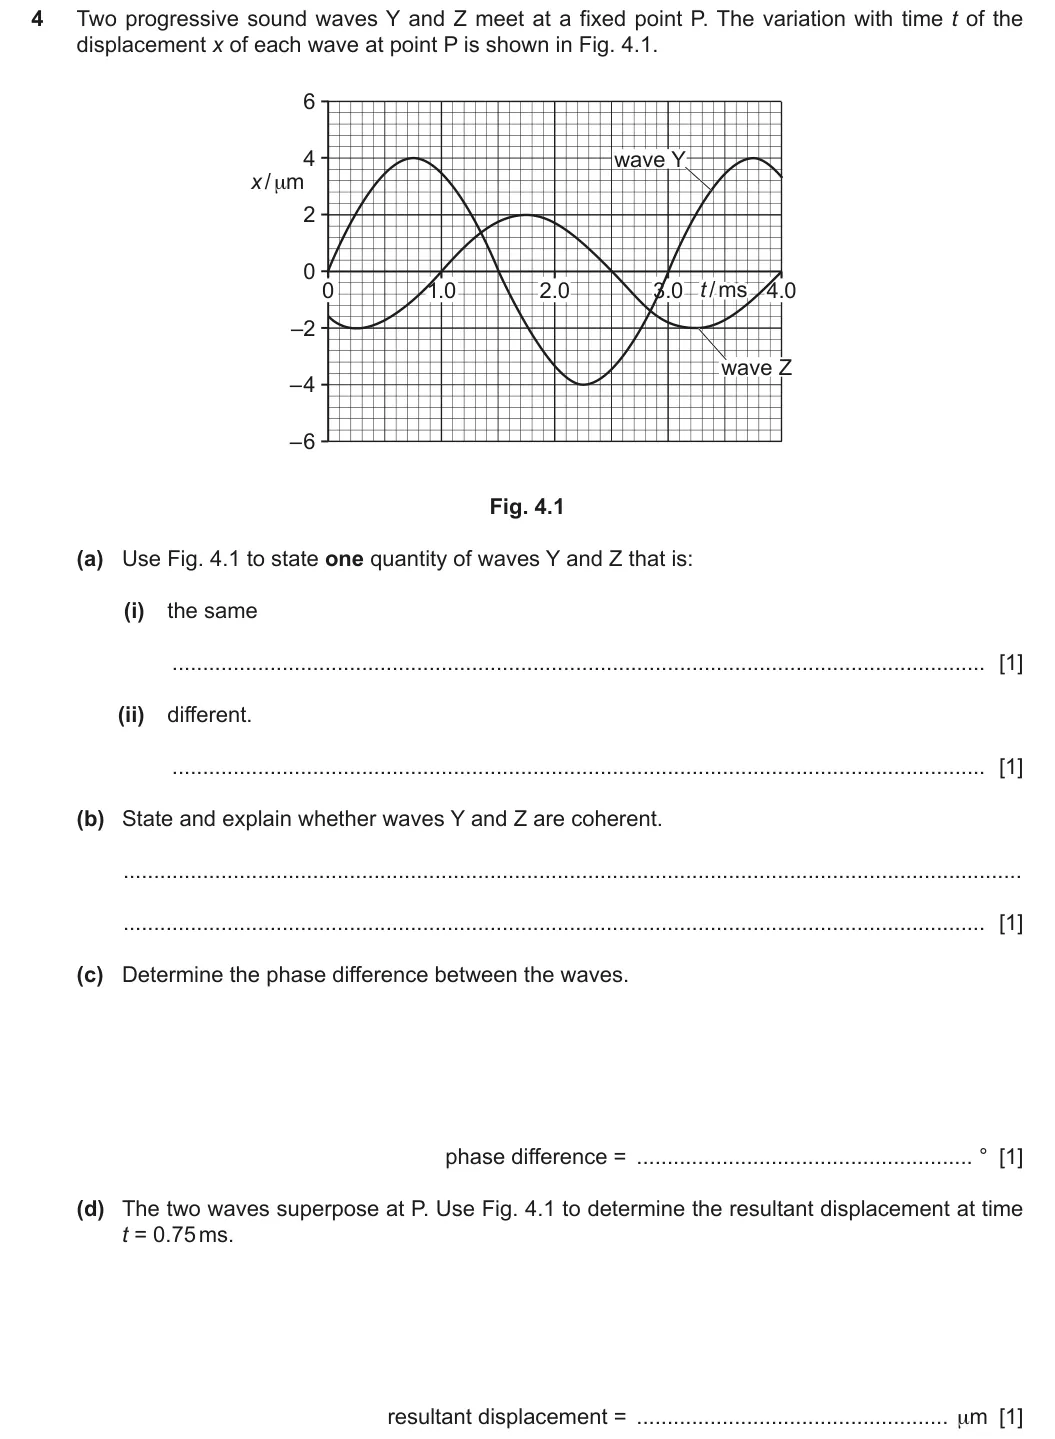 4 Two progressive sound waves Y and Z meet at a fixed point P. The variation with time t of the
displacement x of each wave at point P is shown in Fig. 4.1.
6
4
wave Y
x / μm
2
0
0 1.0 2.0 3.0 t / ms 4.0
–2
wave Z
–4
–6
Fig. 4.1
(a) Use Fig. 4.1 to state one quantity of waves Y and Z that is:
(i) the same
.................................................................................................................................... [1]
(ii) different.
.................................................................................................................................... [1]
(b) State and explain whether waves Y and Z are coherent.
....................................................................................................................................................
............................................................................................................................................ [1]
(c) Determine the phase difference between the waves.
phase difference = ....................................................... ° [1]
(d) The two waves superpose at P. Use Fig. 4.1 to determine the resultant displacement at time
t = 0.75 ms.
resultant displacement = ................................................... μm [1]